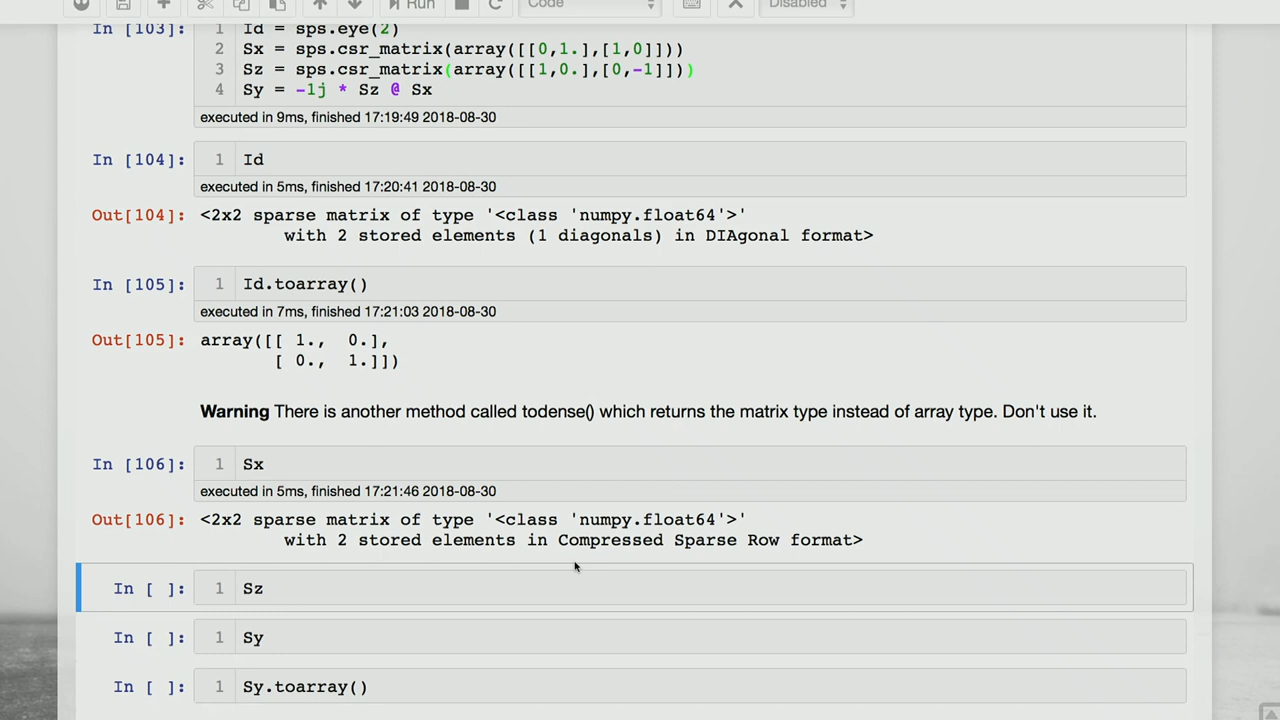 Run
Code
Disabled
In [103]
1 Id = sps.eye(2)
2 Sx = sps.csr_matrix(array([[0,1.],[1,0]]))
3 Sz = sps.csr_matrix(array([[1,0.],[0,-1]]))
4 Sy = -1j * Sz @ Sx
executed in 9ms, finished 17:19:49 2018-08-30
In [104]: 1 Id
executed in 5ms, finished 17:20:41 2018-08-30
Out[104]: <2x2 sparse matrix of type '<class 'numpy.float64'>'
with 2 stored elements (1 diagonals) in DIAgonal format>
In [105]: 1 Id.toarray()
executed in 7ms, finished 17:21:03 2018-08-30
Out[105]: array([[ 1., 0.],
[ 0., 1.]])
Warning There is another method called todense() which returns the matrix type instead of array type. Don't use it.
In [106]: 1 Sx
executed in 5ms, finished 17:21:46 2018-08-30
Out[106]: <2x2 sparse matrix of type '<class 'numpy.float64'>'
with 2 stored elements in Compressed Sparse Row format>
In [ ]: 1 Sz
In [ ]: 1 Sy
In [ ]: 1 Sy.toarray()